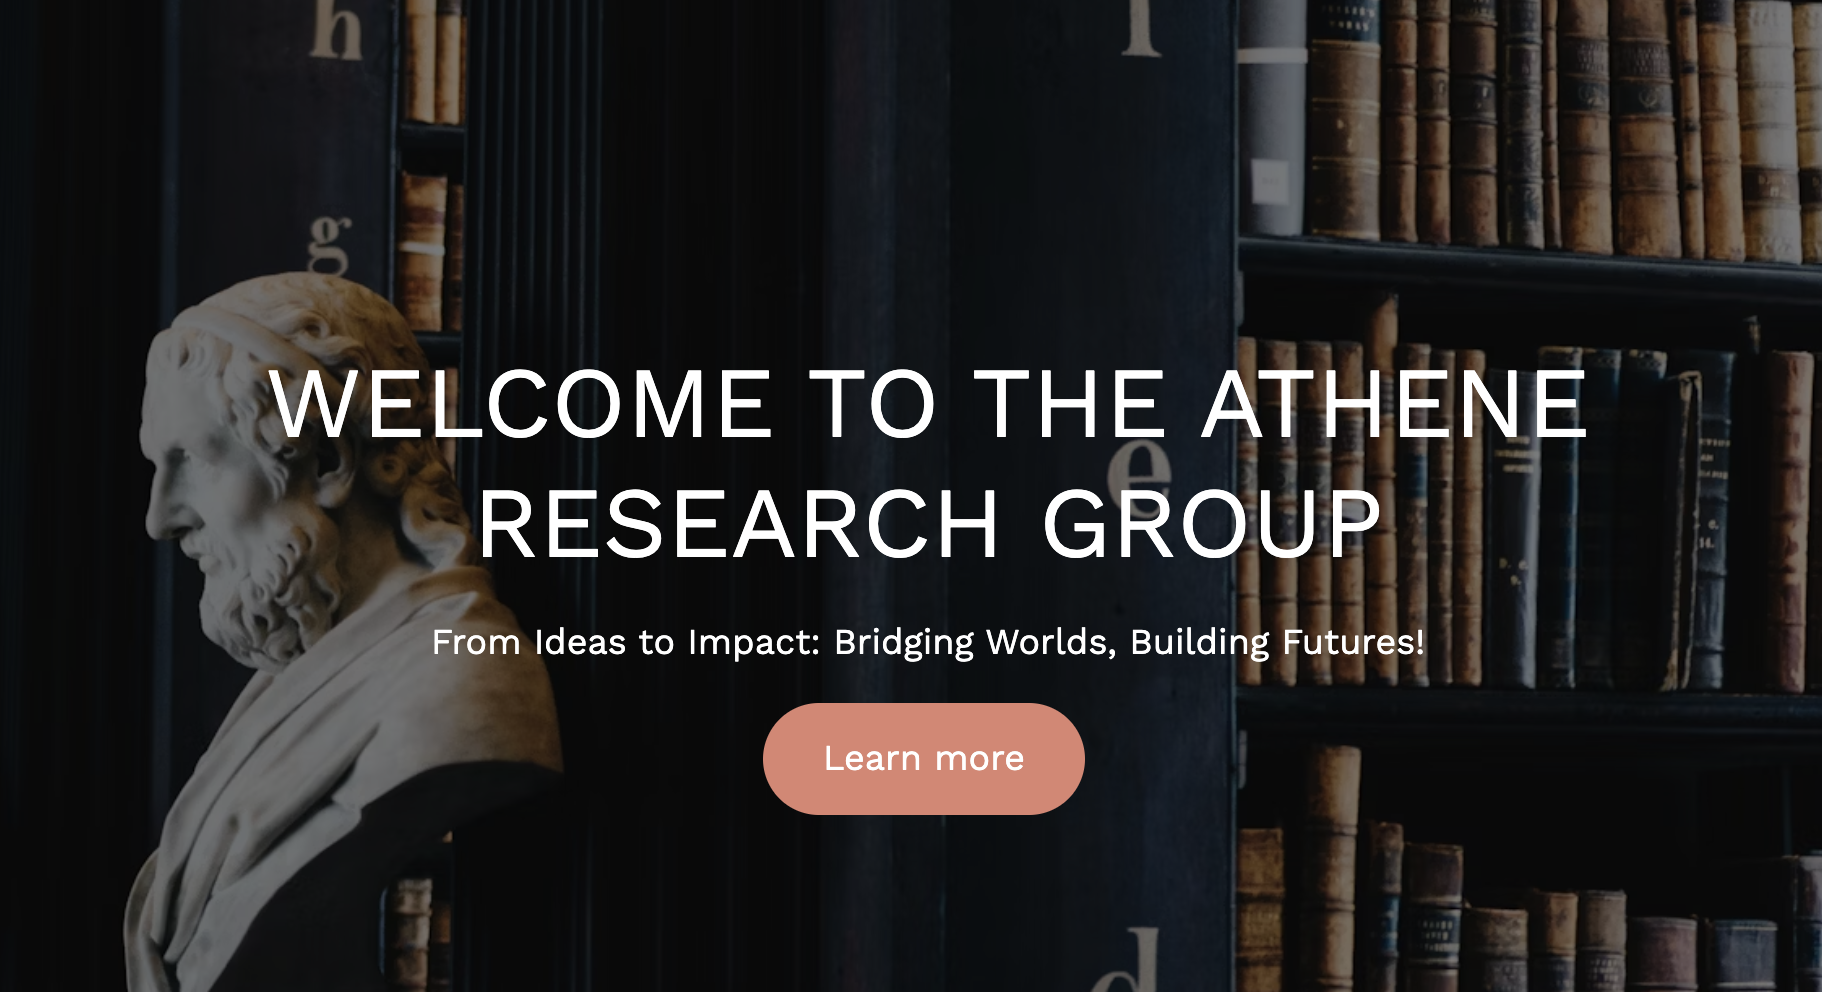 h
l
g
WELCOME TO THE ATHENE
e
RESEARCH GROUP
From Ideas to Impact: Bridging Worlds, Building Futures!
Learn more
d